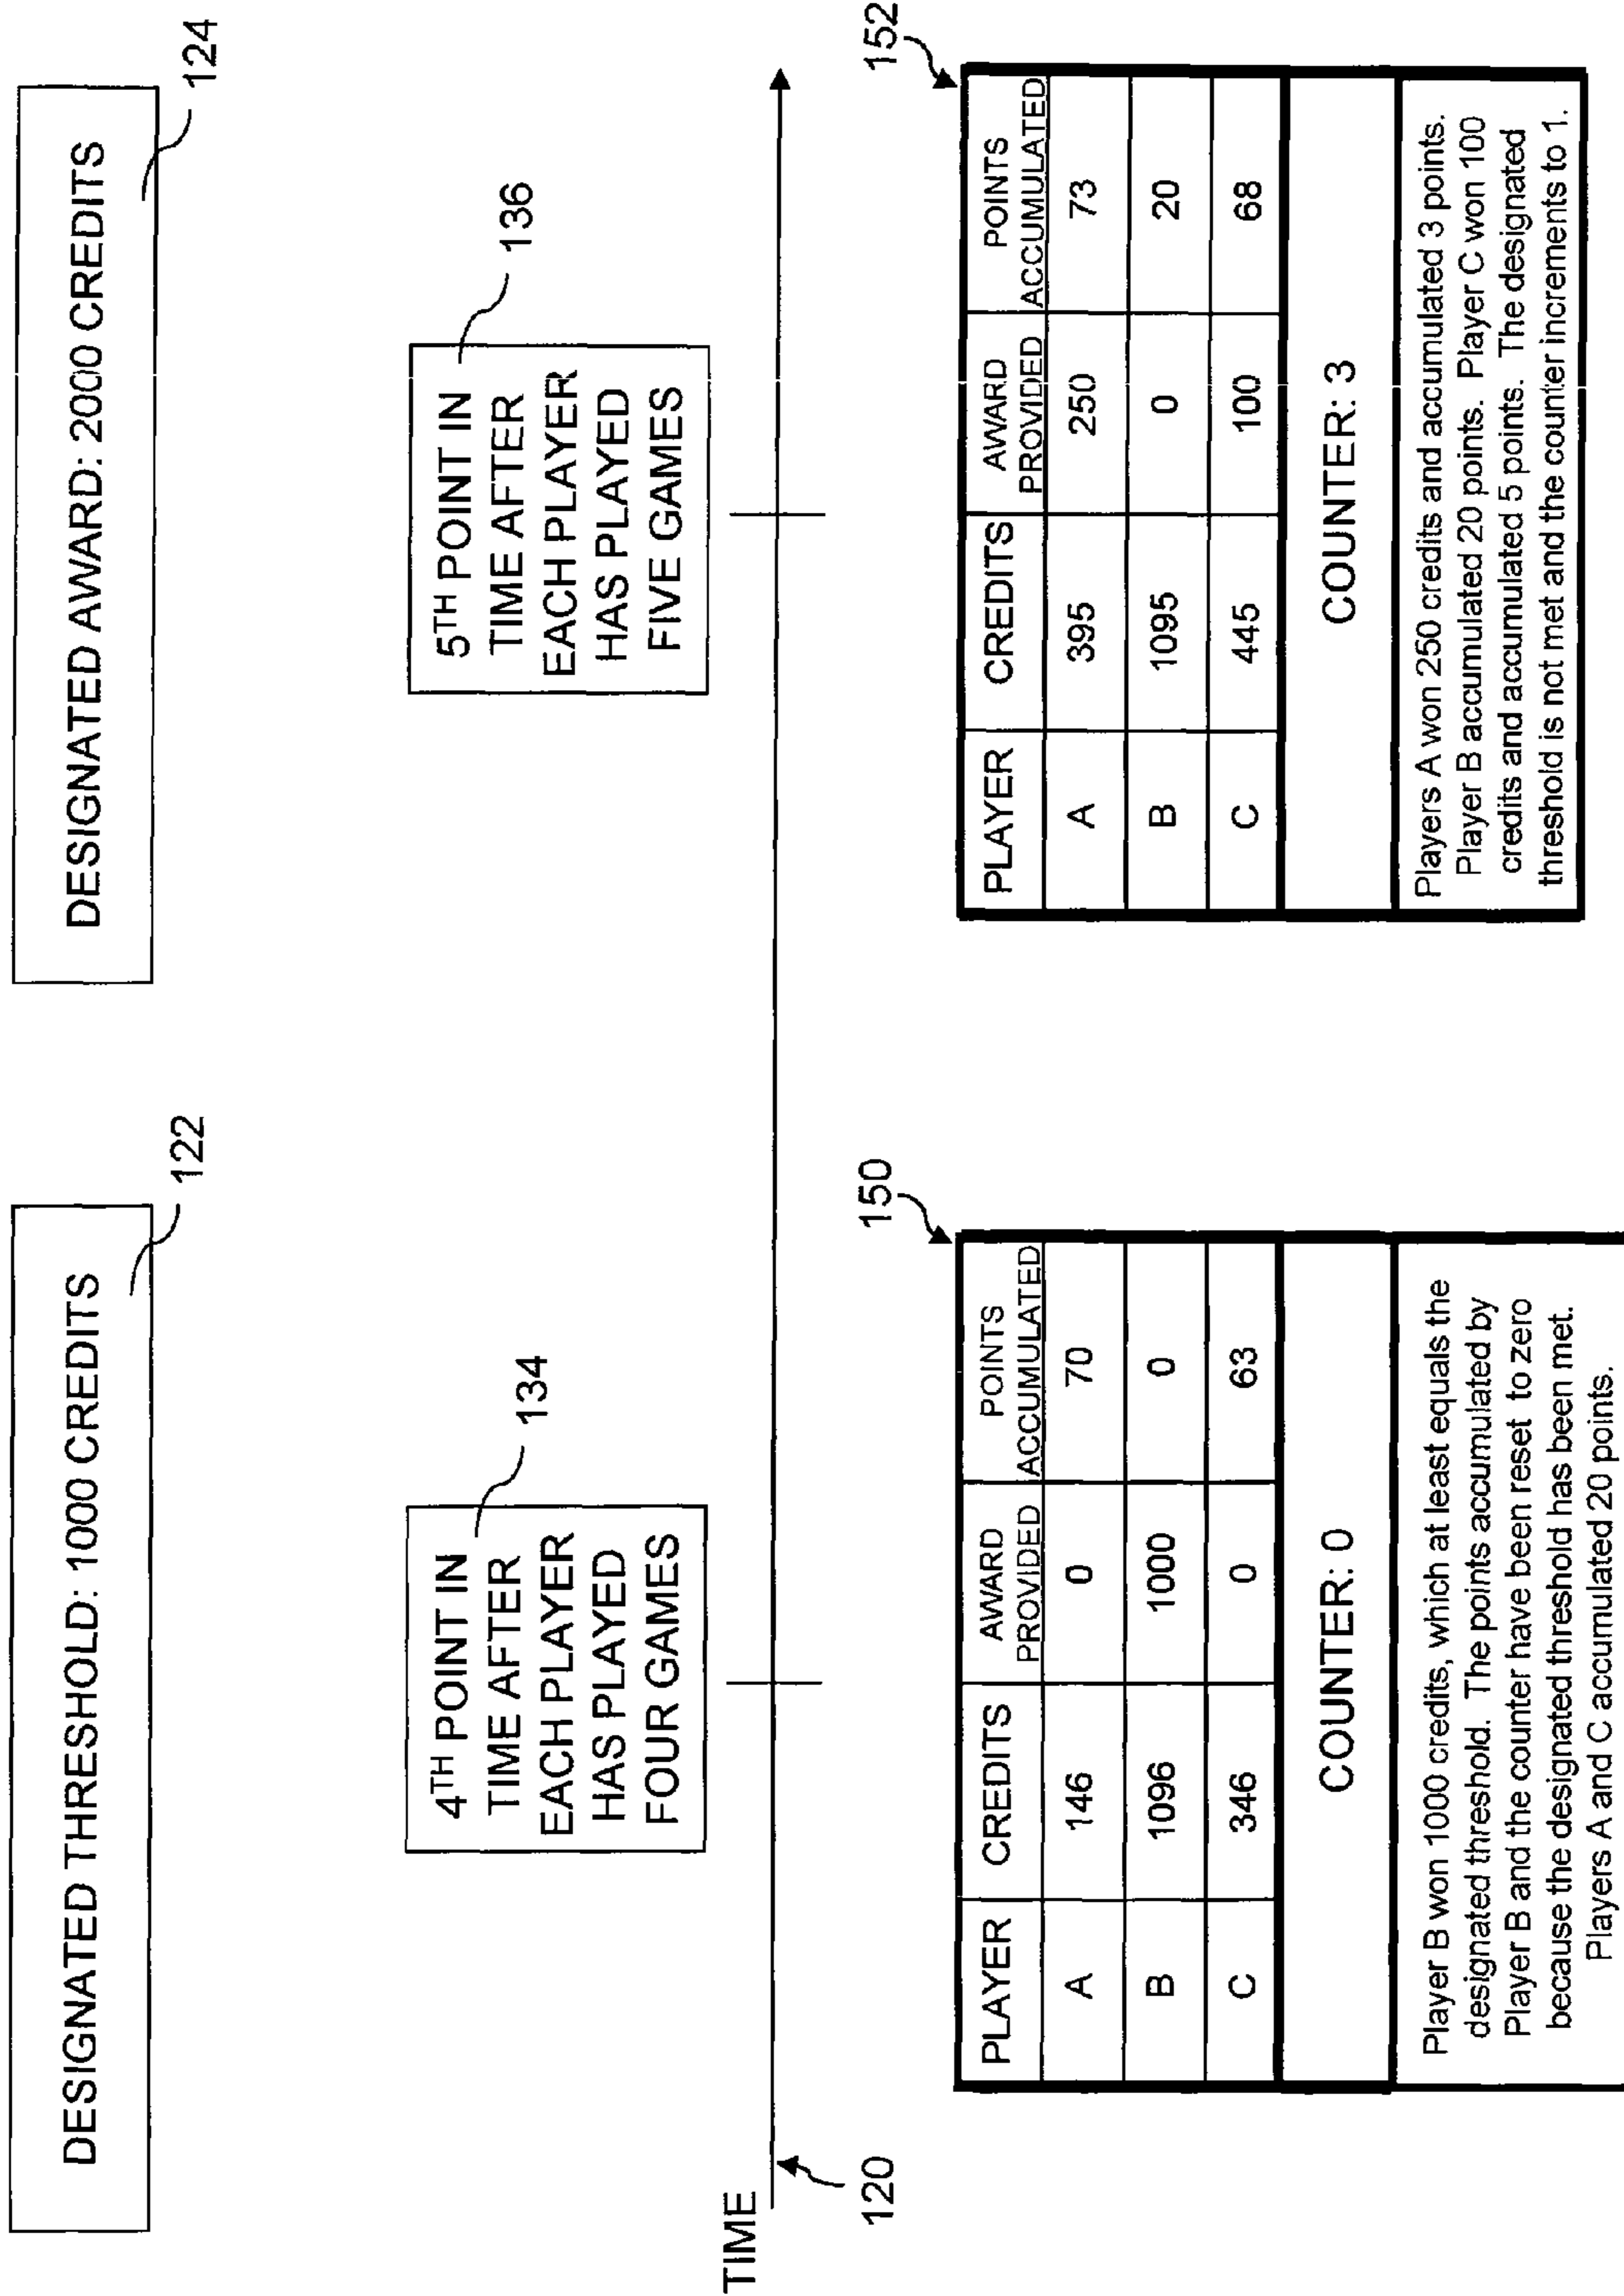 DESIGNATED THRESHOLD: 1000 CREDITS
122
DESIGNATED AWARD: 2000 CREDITS
124
4TH POINT IN
TIME AFTER
EACH PLAYER
HAS PLAYED
FOUR GAMES
134
5TH POINT IN
TIME AFTER
EACH PLAYER
HAS PLAYED
FIVE GAMES
136
TIME
120
150
PLAYER CREDITS AWARD PROVIDED POINTS ACCUMULATED
A 146 0 70
B 1096 1000 0
C 346 0 63
COUNTER: 0
Player B won 1000 credits, which at least equals the
designated threshold. The points accumulated by
Player B and the counter have been reset to zero
because the designated threshold has been met.
Players A and C accumulated 20 points.
152
PLAYER CREDITS AWARD PROVIDED POINTS ACCUMULATED
A 395 250 73
B 1095 0 20
C 445 100 68
COUNTER: 3
Players A won 250 credits and accumulated 3 points.
Player B accumulated 20 points. Player C won 100
credits and accumulated 5 points. The designated
threshold is not met and the counter increments to 1.